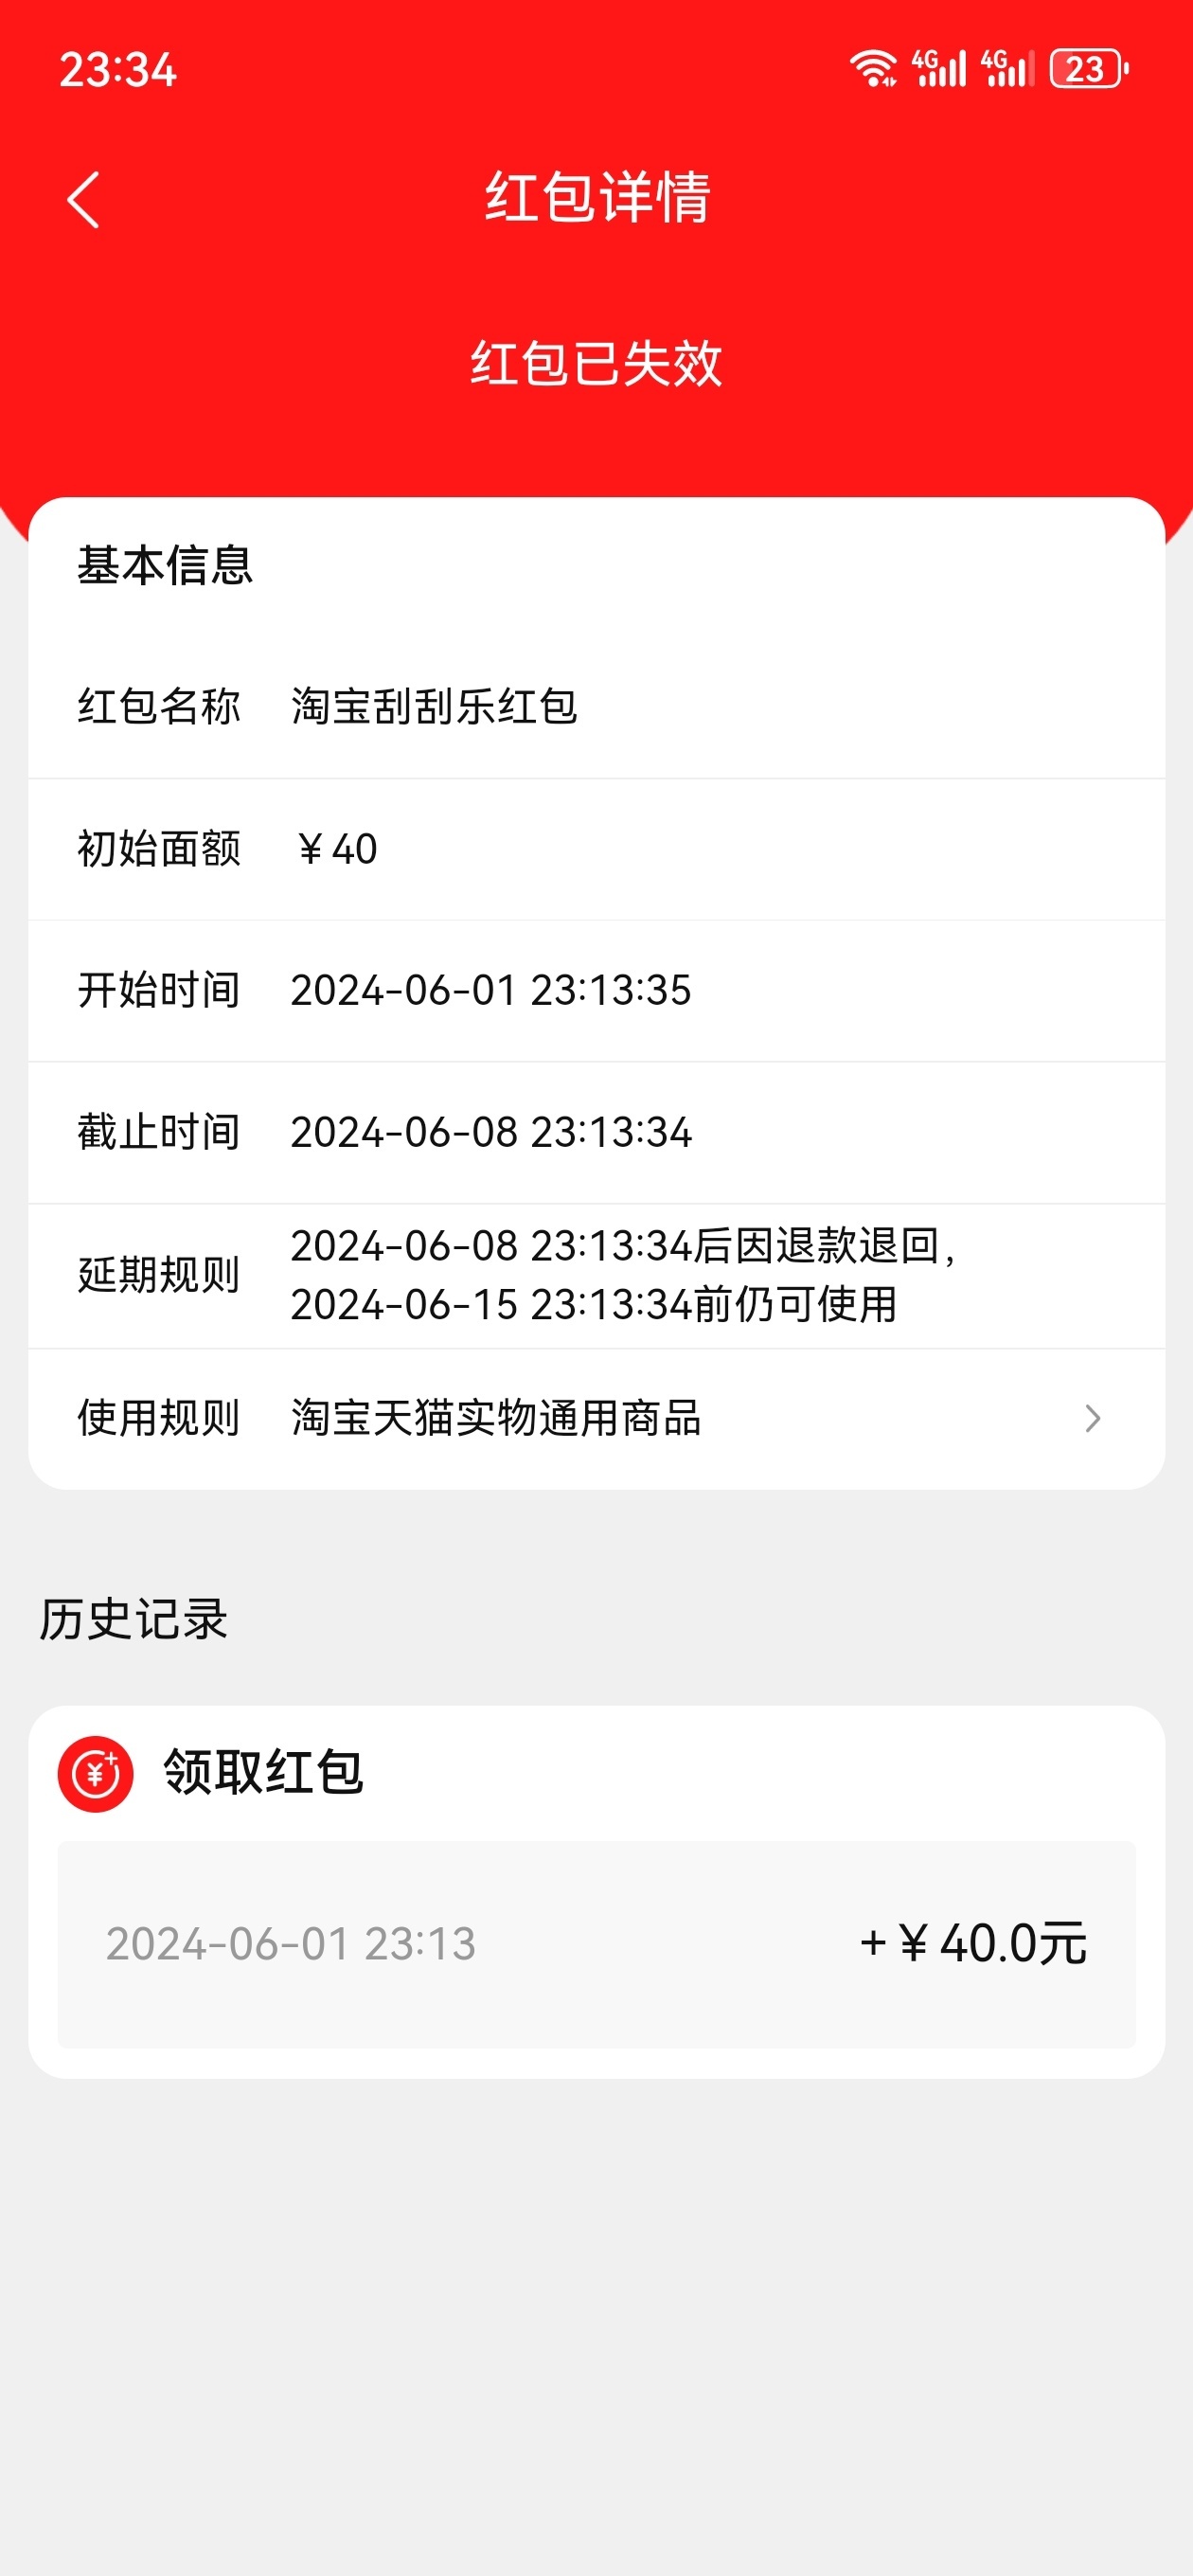 23:34
4G 4G 23
红包详情
红包已失效
基本信息
红包名称 淘宝刮刮乐红包
初始面额 ￥40
开始时间 2024-06-01 23:13:35
截止时间 2024-06-08 23:13:34
延期规则 2024-06-08 23:13:34后因退款退回，
2024-06-15 23:13:34前仍可使用
使用规则 淘宝天猫实物通用商品
历史记录
领取红包
2024-06-01 23:13 +￥40.0元